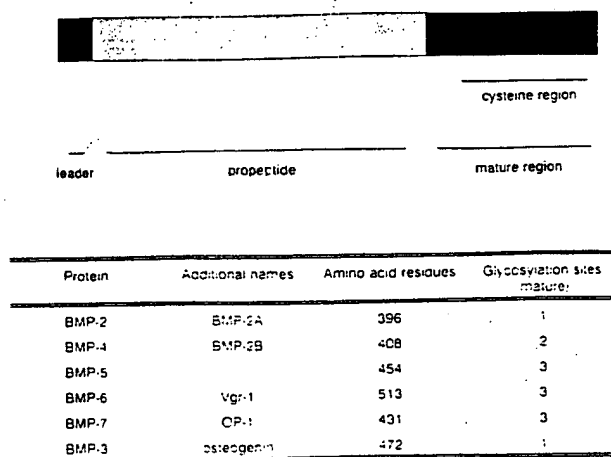 cysteine region
leader propeptide mature region
Protein Additional names Amino acid residues Glycosylation sites
mature)
BMP-2 BMP-2A 396 1
BMP-4 BMP-2B 408 2
BMP-5 454 3
BMP-6 Vgr-1 513 3
BMP-7 OP-1 431 3
BMP-3 osteogenin 472 1